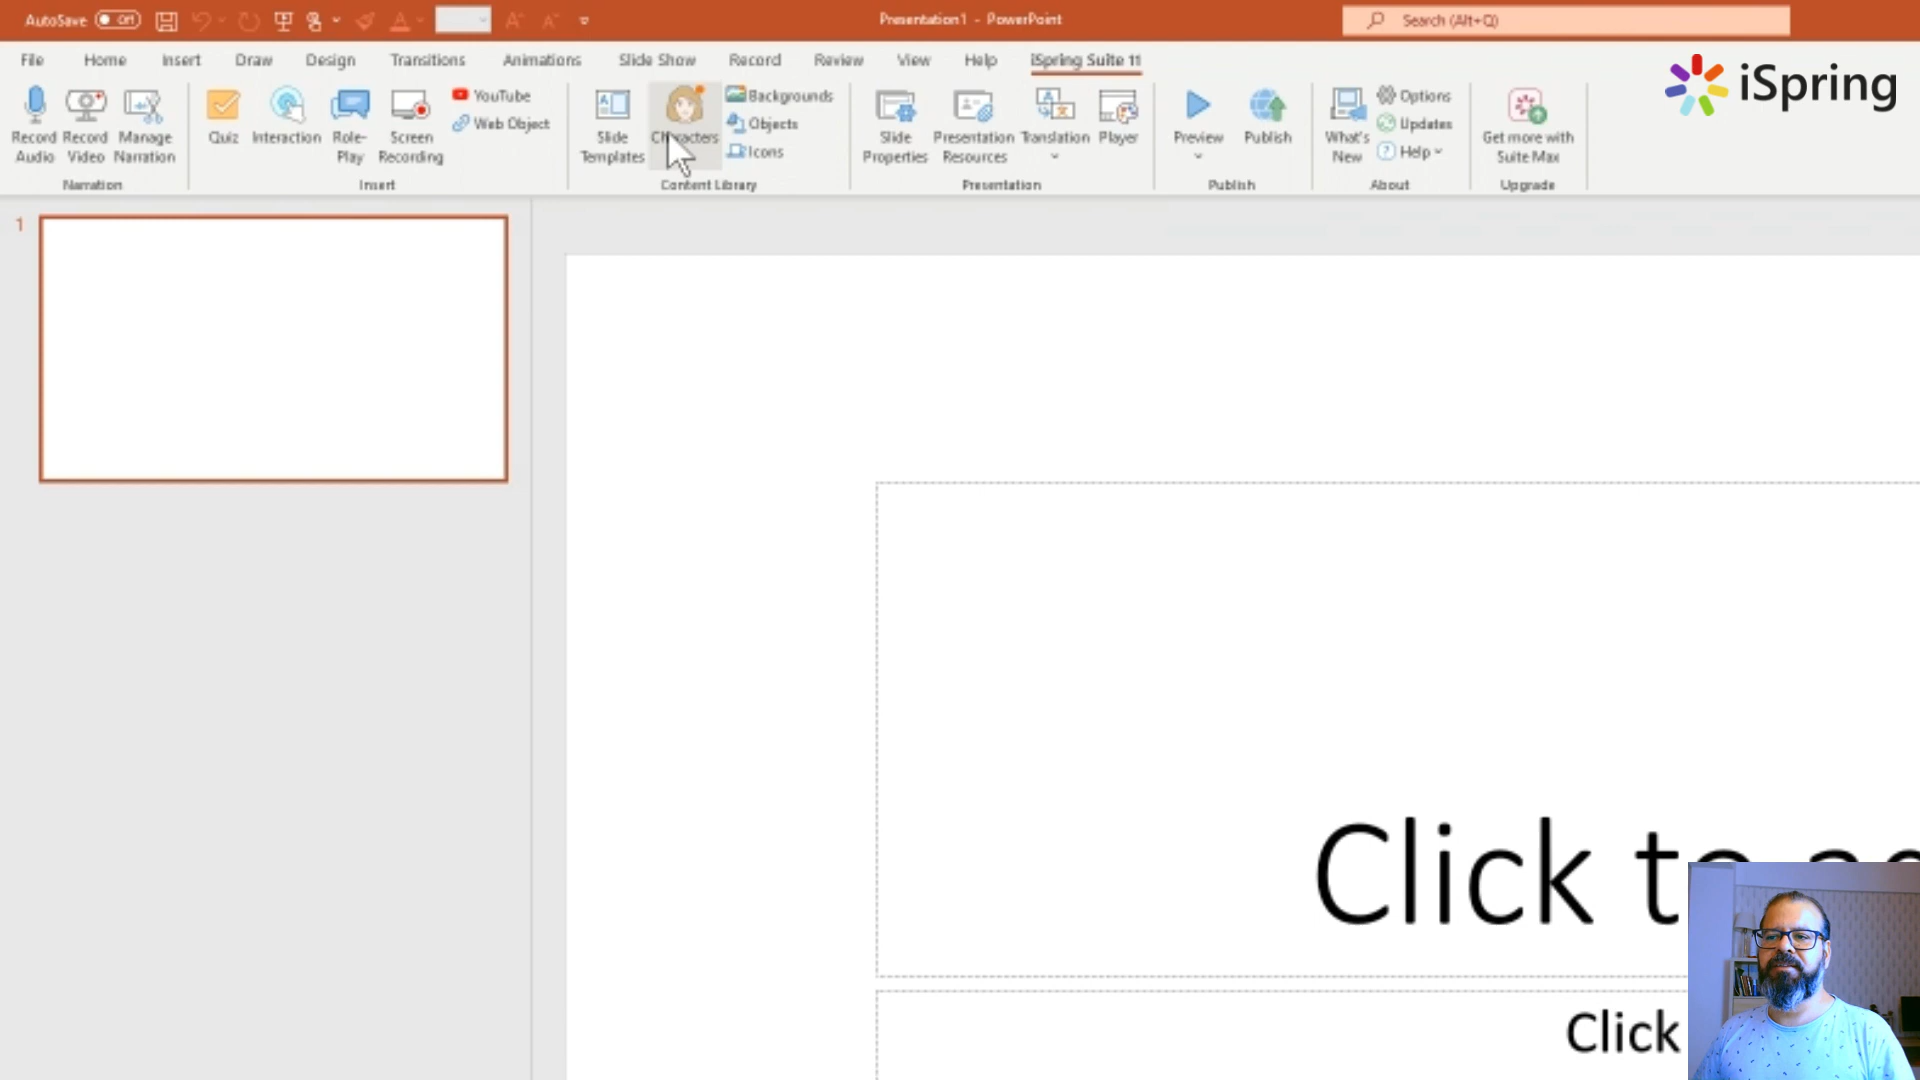 AutoSave Off Presentation1 - PowerPoint Search (Alt+Q)
File Home Insert Draw Design Transitions Animations Slide Show Record Review View Help iSpring Suite 11
iSpring
Record Audio
Record Video
Manage Narration
Narration
Quiz
Interaction
Role-Play
Screen Recording
YouTube
Web Object
Insert
Slide Templates
Characters
Backgrounds
Objects
Icons
Content Library
Slide Properties
Presentation Resources
Translation
Player
Presentation
Preview
Publish
Publish
What's New
Options
Updates
Help
About
Get more with Suite Max
Upgrade
1
Click to
Click